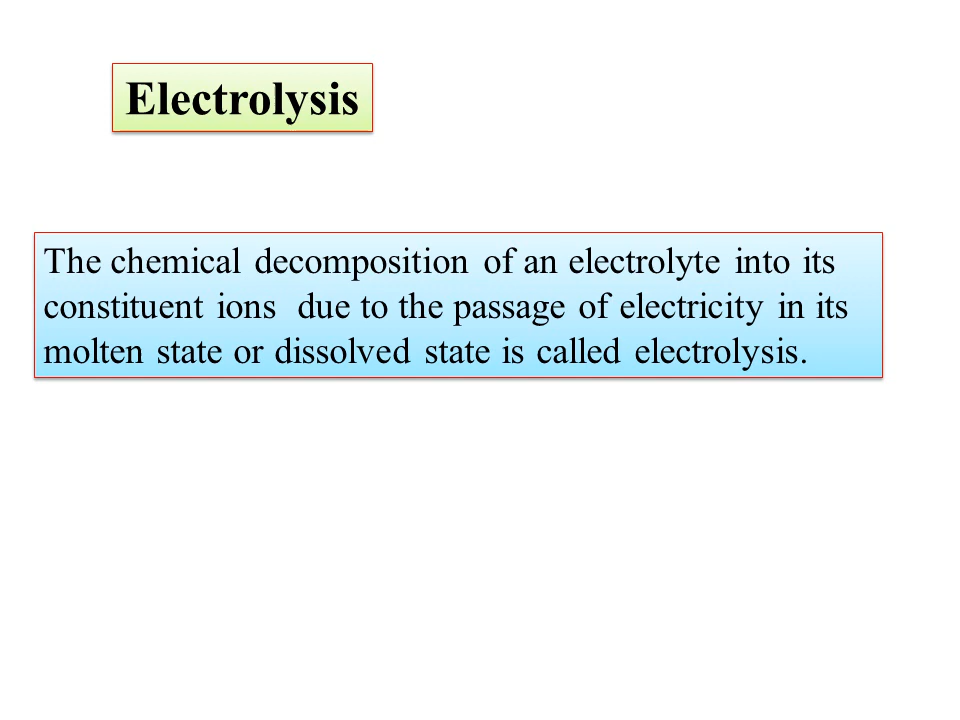 Electrolysis
The chemical decomposition of an electrolyte into its
constituent ions  due to the passage of electricity in its
molten state or dissolved state is called electrolysis.